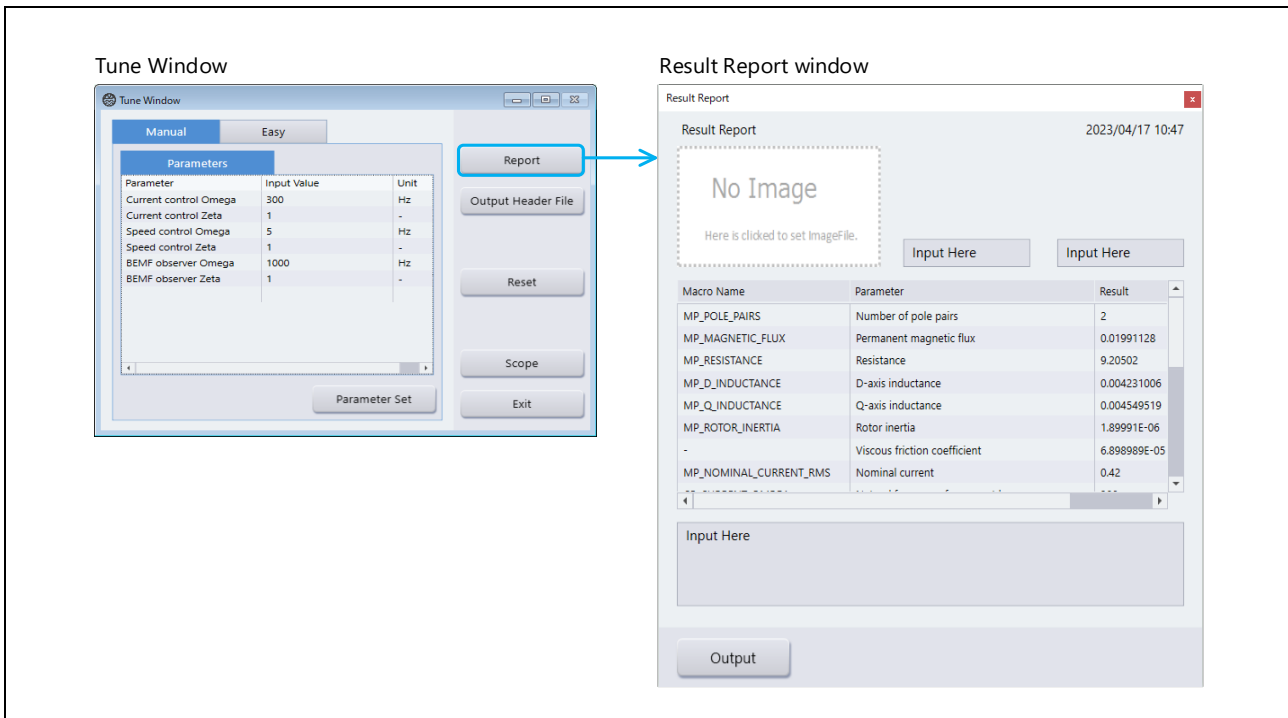 Tune Window
Result Report window
Tune Window
Manual Easy
Parameters
Parameter Input Value Unit
Current control Omega 300 Hz
Current control Zeta 1 -
Speed control Omega 5 Hz
Speed control Zeta 1 -
BEMF observer Omega 1000 Hz
BEMF observer Zeta 1 -
Parameter Set
Report
Output Header File
Reset
Scope
Exit
Result Report
Result Report 2023/04/17 10:47
No Image
Here is clicked to set ImageFile.
Input Here Input Here
Macro Name Parameter Result
MP_POLE_PAIRS Number of pole pairs 2
MP_MAGNETIC_FLUX Permanent magnetic flux 0.01991128
MP_RESISTANCE Resistance 9.20502
MP_D_INDUCTANCE D-axis inductance 0.004231006
MP_Q_INDUCTANCE Q-axis inductance 0.004549519
MP_ROTOR_INERTIA Rotor inertia 1.89991E-06
- Viscous friction coefficient 6.898989E-05
MP_NOMINAL_CURRENT_RMS Nominal current 0.42
Input Here
Output